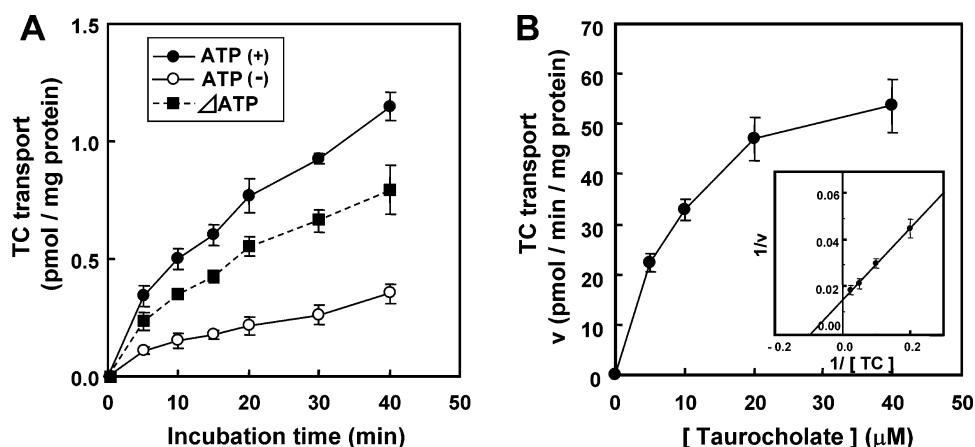 A
TC transport
(pmol / mg protein)
1.5
1.0
0.5
0.0
ATP (+)
ATP (-)
⊿ATP
0 10 20 30 40 50
Incubation time (min)
B
TC transport
v (pmol / min / mg protein)
70
60
50
40
30
20
10
0
1/v
0.06
0.04
0.02
0.00
- 0.2 0.0 0.2
1/ [ TC ]
0 10 20 30 40 50
[ Taurocholate ] (μM)